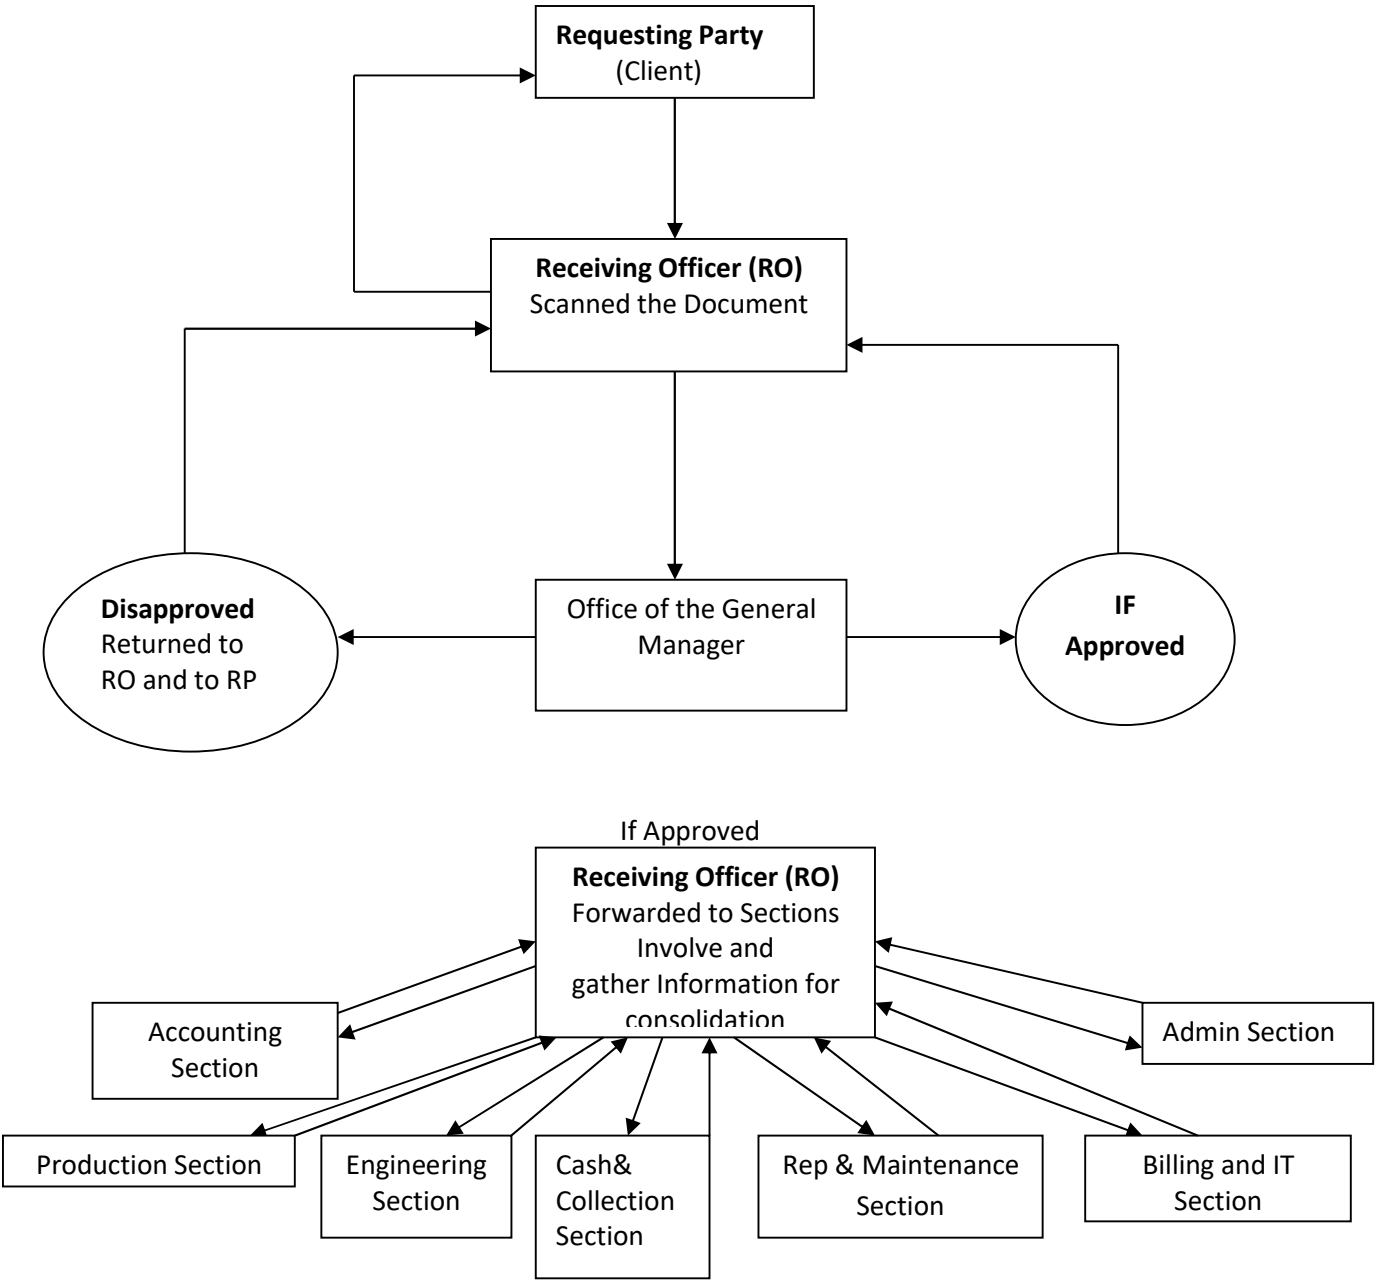 Requesting Party
(Client)
Receiving Officer (RO)
Scanned the Document
Disapproved
Returned to
RO and to RP
Office of the General
Manager
IF
Approved
If Approved
Receiving Officer (RO)
Forwarded to Sections
Involve and
gather Information for
consolidation
Accounting
Section
Admin Section
Production Section
Engineering
Section
Cash&
Collection
Section
Rep & Maintenance
Section
Billing and IT
Section